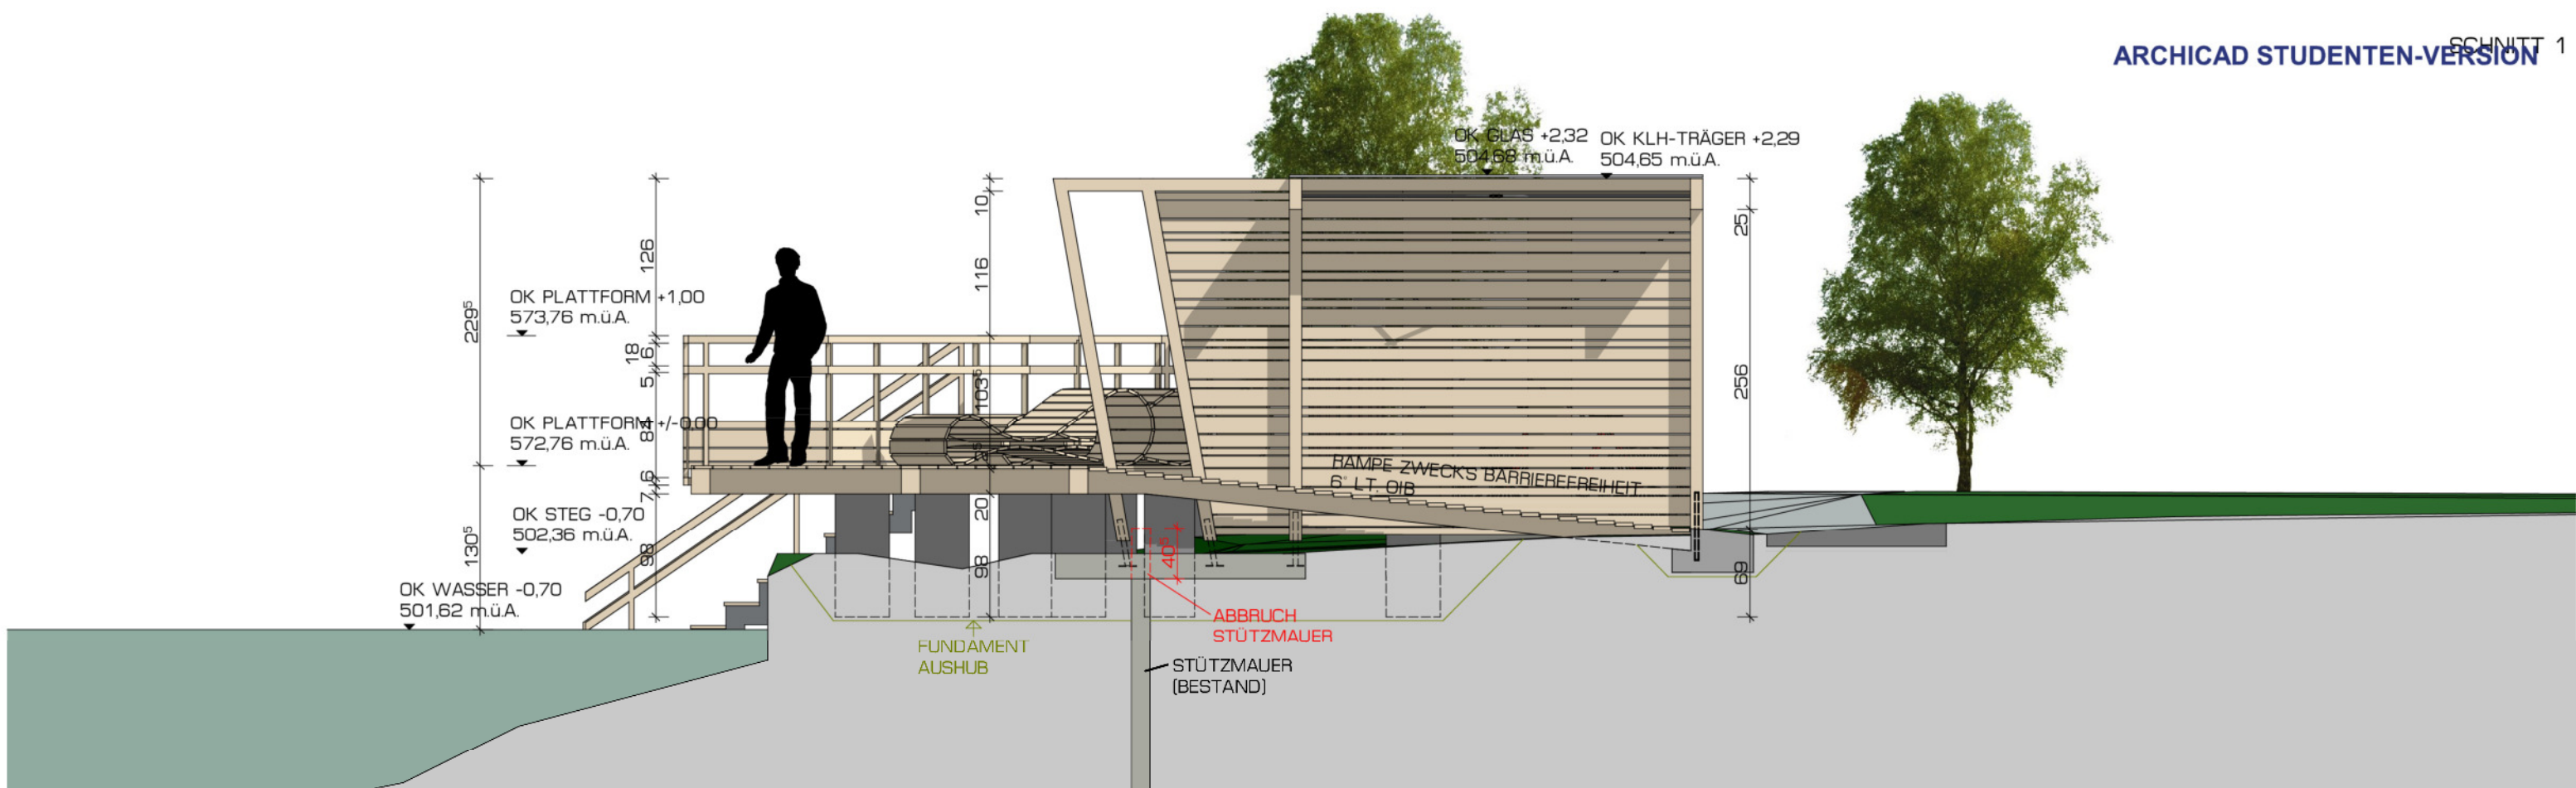 SCHNITT 1
ARCHICAD STUDENTEN-VERSION
OK GLAS +2,32
504,68 m.ü.A.
OK KLH-TRÄGER +2,29
504,65 m.ü.A.
OK PLATTFORM +1,00
573,76 m.ü.A.
OK PLATTFORM +/-0,00
572,76 m.ü.A.
OK STEG -0,70
502,36 m.ü.A.
OK WASSER -0,70
501,62 m.ü.A.
229⁵
130⁵
126
18
16
5
84
6
7
98
10
116
103⁵
20
98
25
256
69
RAMPE ZWECKS BARRIEREFREIHEIT
6° LT. OIB
40⁵
ABBRUCH
STÜTZMAUER
FUNDAMENT
AUSHUB
STÜTZMAUER
(BESTAND)